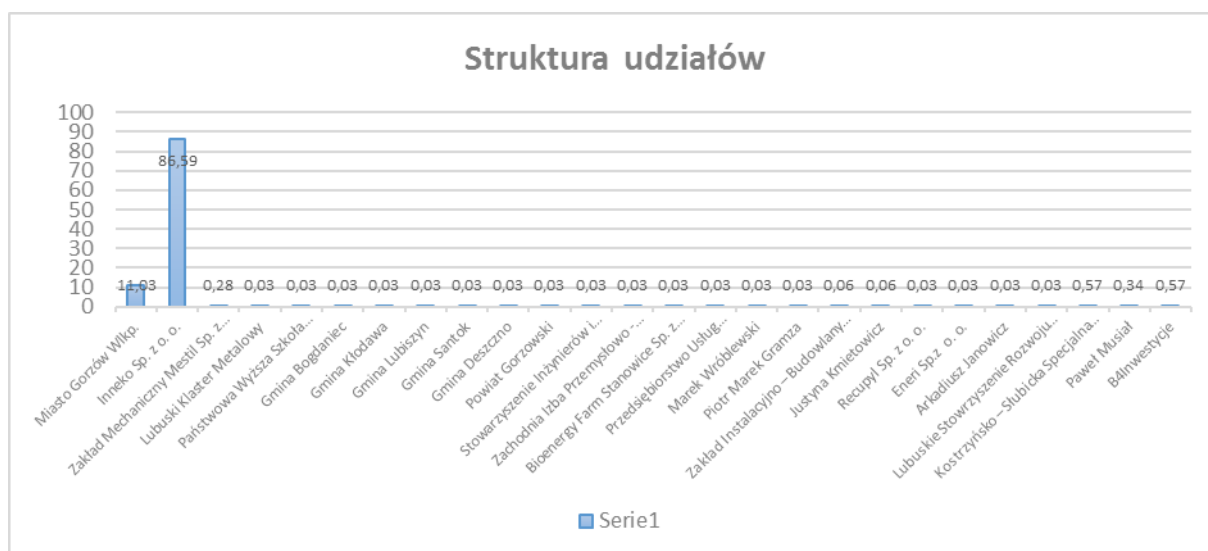 Struktura udziałów
100
90
80
70
60
50
40
30
20
10
0
11,03
86,59
0,28
0,03
0,03
0,03
0,03
0,03
0,03
0,03
0,03
0,03
0,03
0,03
0,03
0,03
0,03
0,06
0,06
0,03
0,03
0,03
0,03
0,57
0,34
0,57
Miasto Gorzów Wlkp.
Inneko Sp. z o. o.
Zakład Mechaniczny Mestil Sp. z...
Lubuski Klaster Metalowy
Państwowa Wyższa Szkoła...
Gmina Bogdaniec
Gmina Kłodawa
Gmina Lubiszyn
Gmina Santok
Gmina Deszczno
Powiat Gorzowski
Stowarzyszenie Inżynierów i...
Zachodnia Izba Przemysłowo -...
Bioenergy Farm Stanowice Sp. z...
Przedsiębiorstwo Usług...
Marek Wróblewski
Piotr Marek Gramza
Zakład Instalacyjno – Budowlany...
Justyna Kmietowicz
Recupyl Sp. z o. o.
Eneri Sp.z o. o.
Arkadiusz Janowicz
Lubuskie Stowrzyszenie Rozwoju...
Kostrzyńsko – Słubicka Specjalna...
Paweł Musiał
B4Inwestycje
Serie1